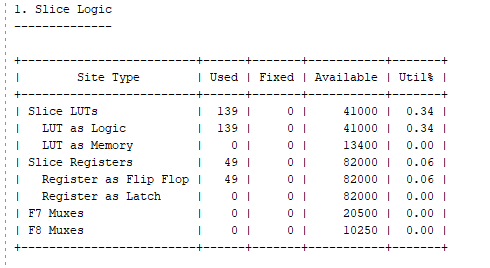 1. Slice Logic
--------------
+----------------------------+------+-------+-----------+-------+
|          Site Type         | Used | Fixed | Available | Util% |
+----------------------------+------+-------+-----------+-------+
| Slice LUTs                 |  139 |     0 |     41000 |  0.34 |
|   LUT as Logic             |  139 |     0 |     41000 |  0.34 |
|   LUT as Memory            |    0 |     0 |     13400 |  0.00 |
| Slice Registers            |   49 |     0 |     82000 |  0.06 |
|   Register as Flip Flop    |   49 |     0 |     82000 |  0.06 |
|   Register as Latch        |    0 |     0 |     82000 |  0.00 |
| F7 Muxes                   |    0 |     0 |     20500 |  0.00 |
| F8 Muxes                   |    0 |     0 |     10250 |  0.00 |
+----------------------------+------+-------+-----------+-------+